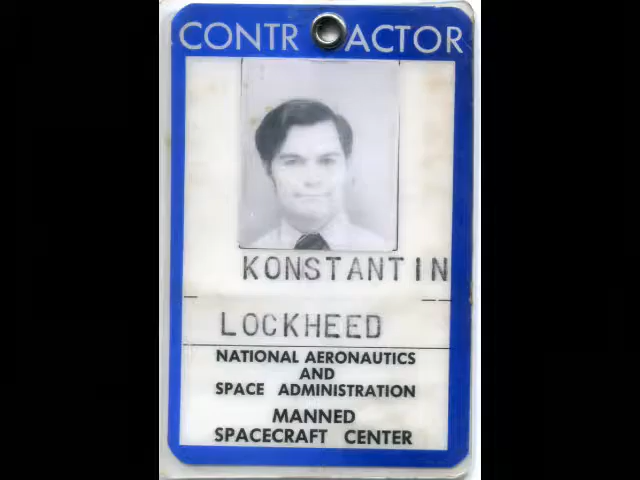 CONTR ACTOR
KONSTANTIN
LOCKHEED
NATIONAL AERONAUTICS
AND
SPACE ADMINISTRATION
MANNED
SPACECRAFT CENTER